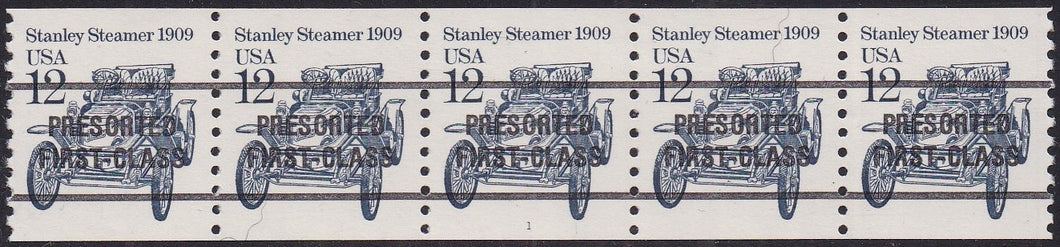 Stanley Steamer 1909
USA
12
PRESORTED
FIRST-CLASS
Stanley Steamer 1909
USA
12
PRESORTED
FIRST-CLASS
Stanley Steamer 1909
USA
12
PRESORTED
FIRST-CLASS
1
Stanley Steamer 1909
USA
12
PRESORTED
FIRST-CLASS
Stanley Steamer 1909
USA
12
PRESORTED
FIRST-CLASS